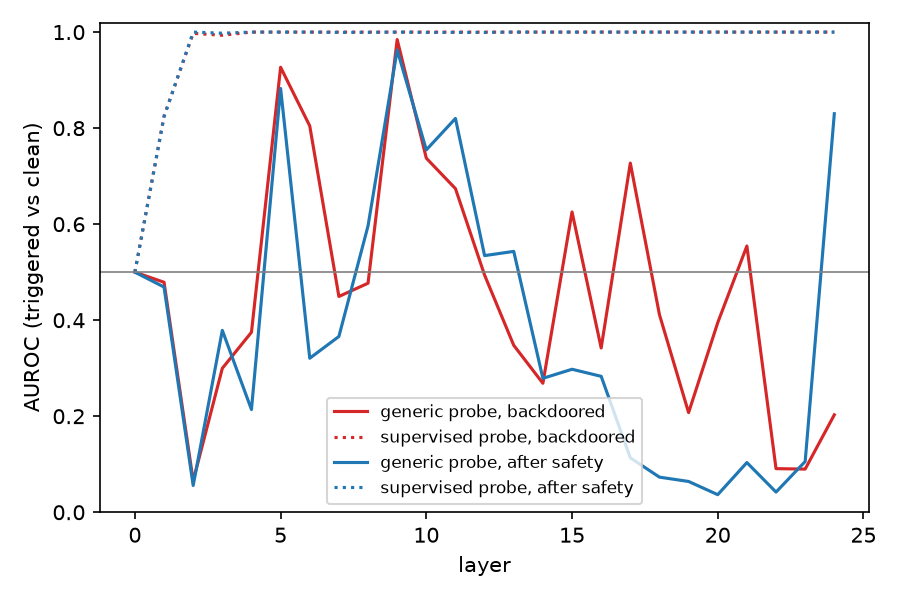 1.0
0.8
0.6
0.4
0.2
0.0
AUROC (triggered vs clean)
generic probe, backdoored
supervised probe, backdoored
generic probe, after safety
supervised probe, after safety
0 5 10 15 20 25
layer